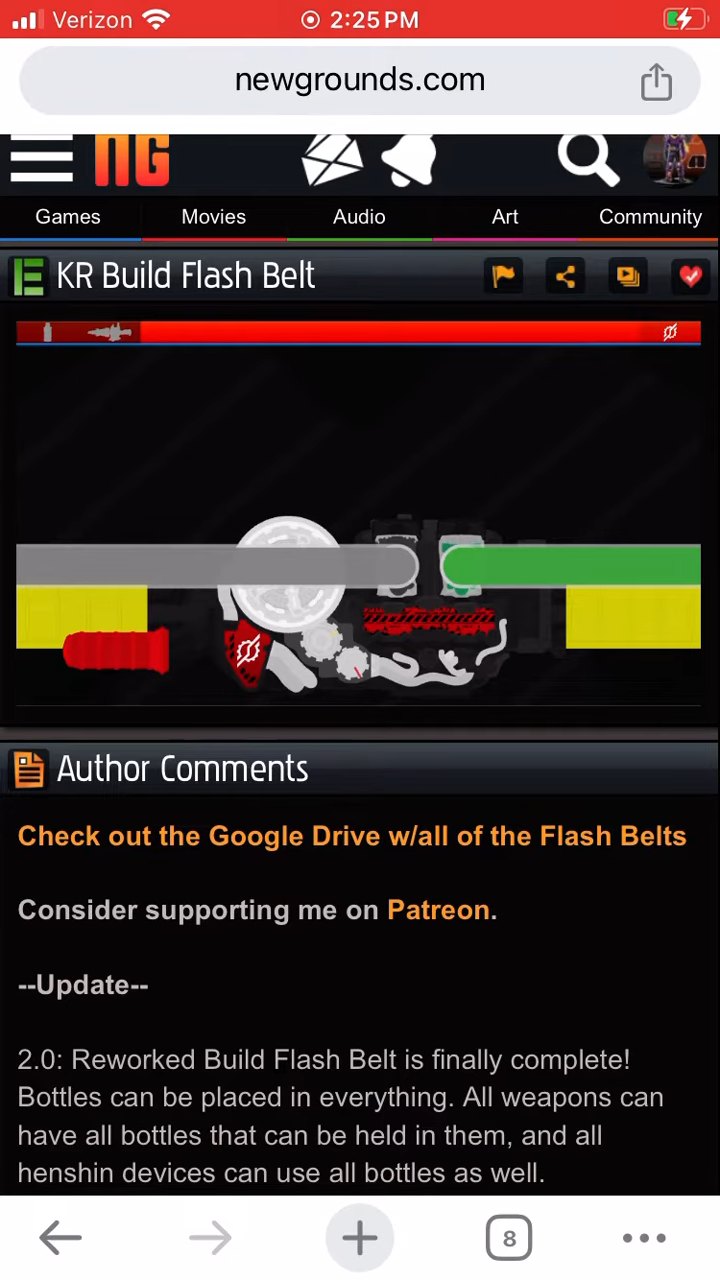 Verizon 2:25PM
newgrounds.com
NG
Games Movies Audio Art Community
E KR Build Flash Belt
Author Comments
Check out the Google Drive w/all of the Flash Belts
Consider supporting me on Patreon.
--Update--
2.0: Reworked Build Flash Belt is finally complete!
Bottles can be placed in everything. All weapons can
have all bottles that can be held in them, and all
henshin devices can use all bottles as well.
8